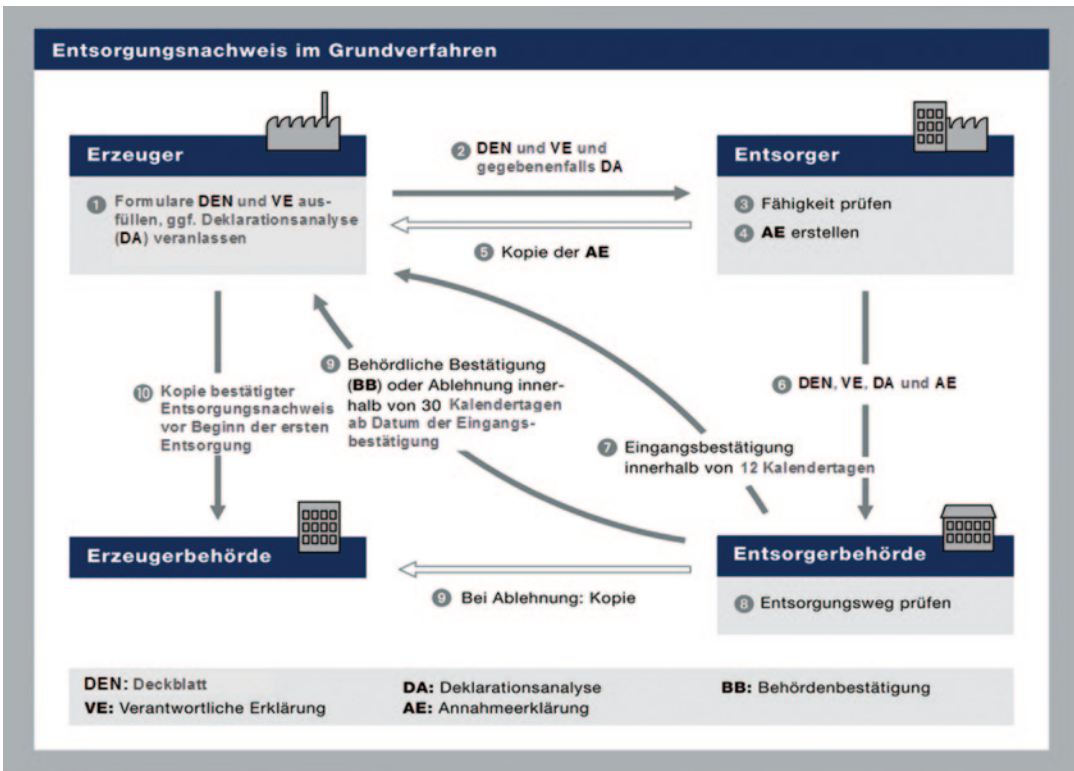 Entsorgungsnachweis im Grundverfahren
Erzeuger
1 Formulare DEN und VE aus-
füllen, ggf. Deklarationsanalyse
(DA) veranlassen
2 DEN und VE und
gegebenenfalls DA
Entsorger
3 Fähigkeit prüfen
4 AE erstellen
5 Kopie der AE
6 DEN, VE, DA und AE
7 Eingangsbestätigung
innerhalb von 12 Kalendertagen
9 Behördliche Bestätigung
(BB) oder Ablehnung inner-
halb von 30 Kalendertagen
ab Datum der Eingangs-
bestätigung
10 Kopie bestätigter
Entsorgungsnachweis
vor Beginn der ersten
Entsorgung
Erzeugerbehörde
Entsorgerbehörde
8 Entsorgungsweg prüfen
9 Bei Ablehnung: Kopie
DEN: Deckblatt
VE: Verantwortliche Erklärung
DA: Deklarationsanalyse
AE: Annahmeerklärung
BB: Behördenbestätigung